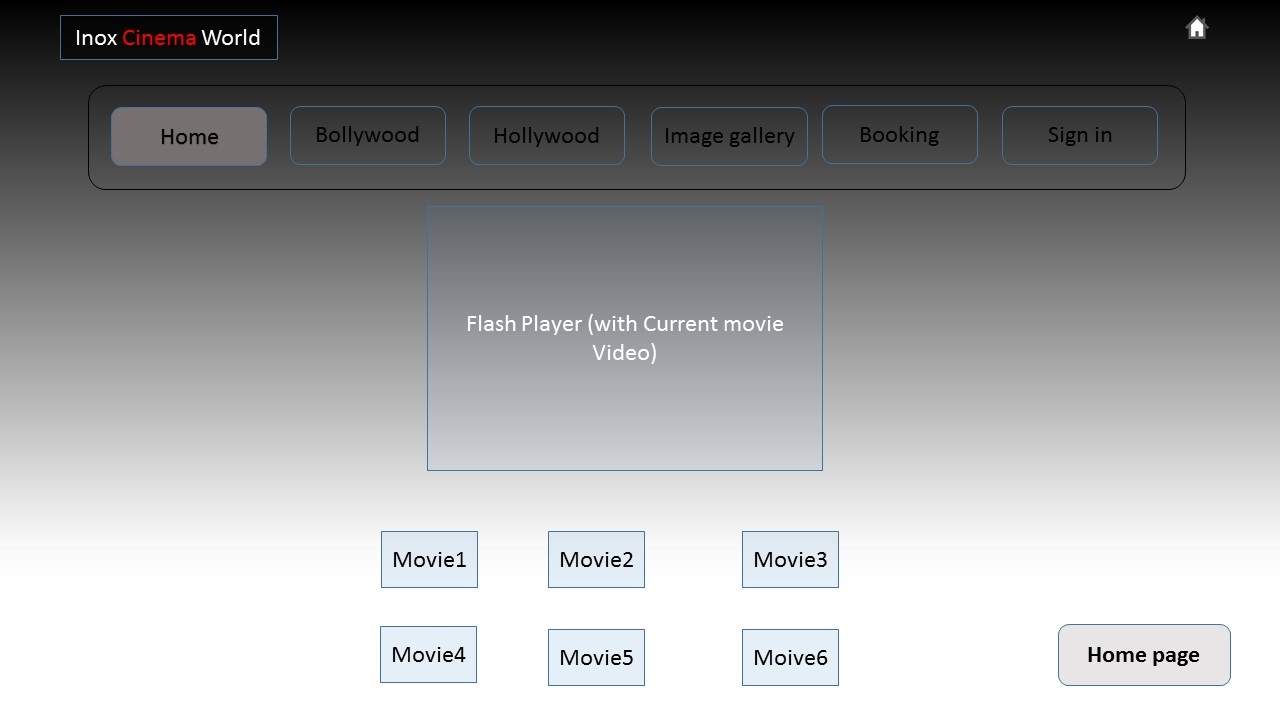 Inox Cinema World
Home
Bollywood
Hollywood
Image gallery
Booking
Sign in
Flash Player (with Current movie
Video)
Movie1
Movie2
Movie3
Movie4
Movie5
Moive6
Home page